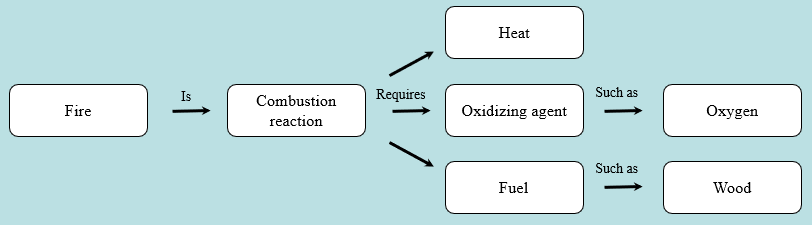 Heat
Fire
Is
Combustion
reaction
Requires
Oxidizing agent
Such as
Oxygen
Fuel
Such as
Wood